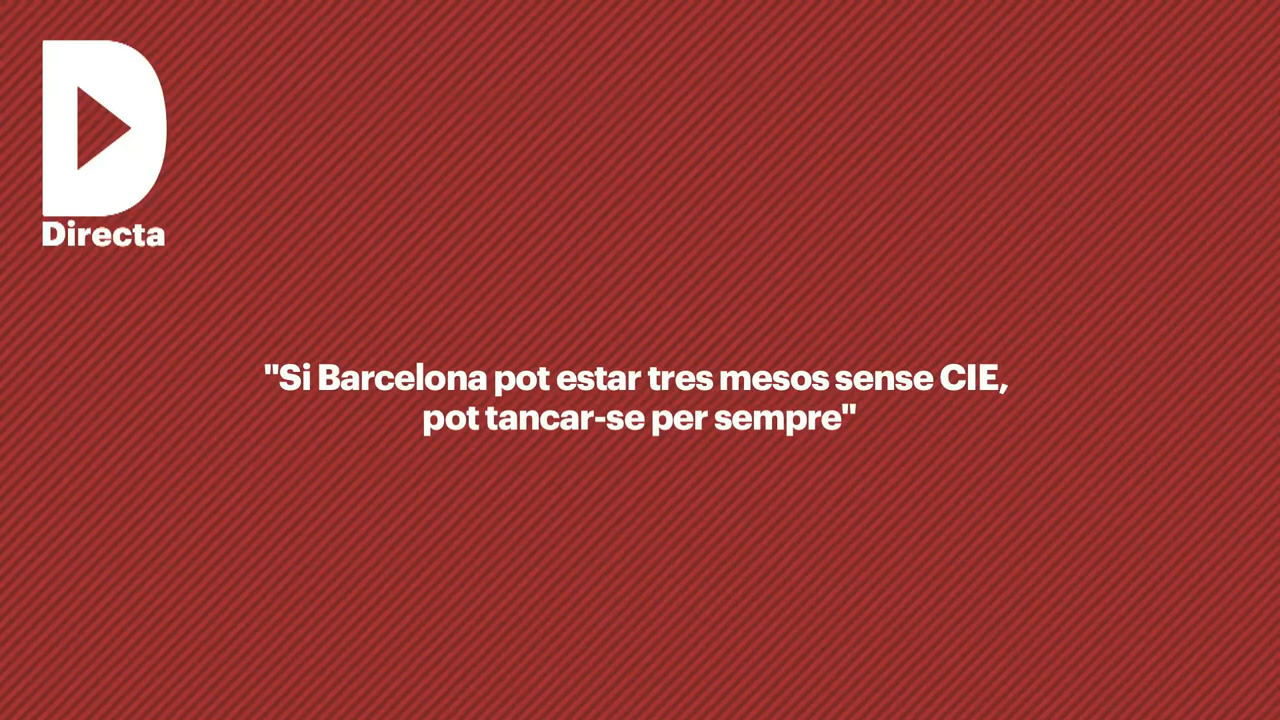 Directa
"Si Barcelona pot estar tres mesos sense CIE,
pot tancar-se per sempre"